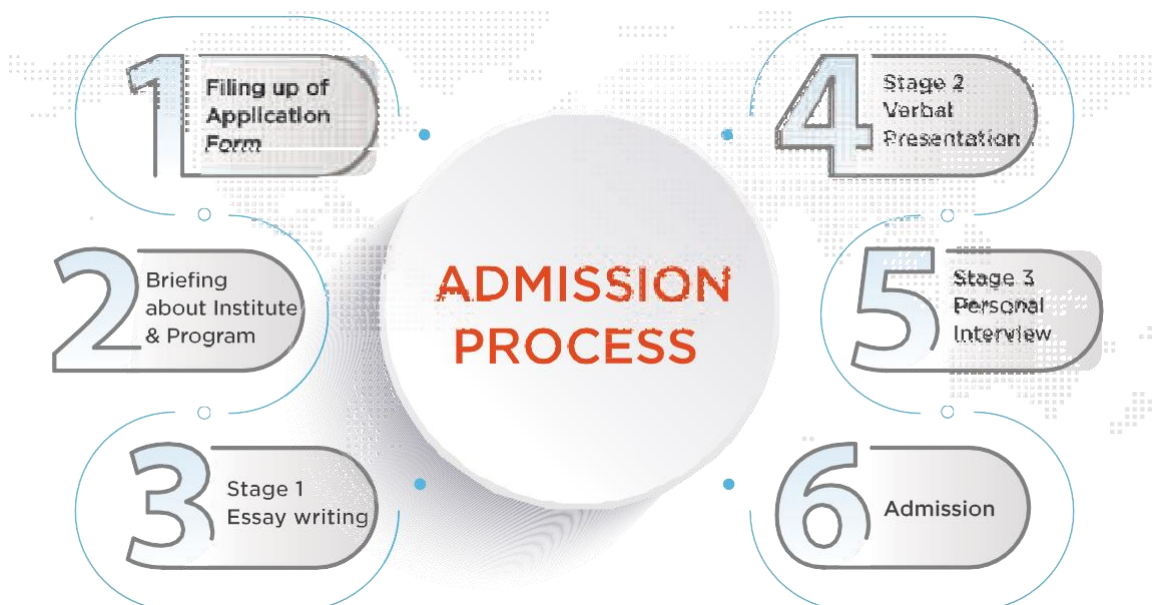 1
Filing up of
Application
Form
2
Briefing
about Institute
& Program
3
Stage 1
Essay writing
ADMISSION
PROCESS
4
Stage 2
Verbal
Presentation
5
Stage 3
Personal
Interview
6
Admission